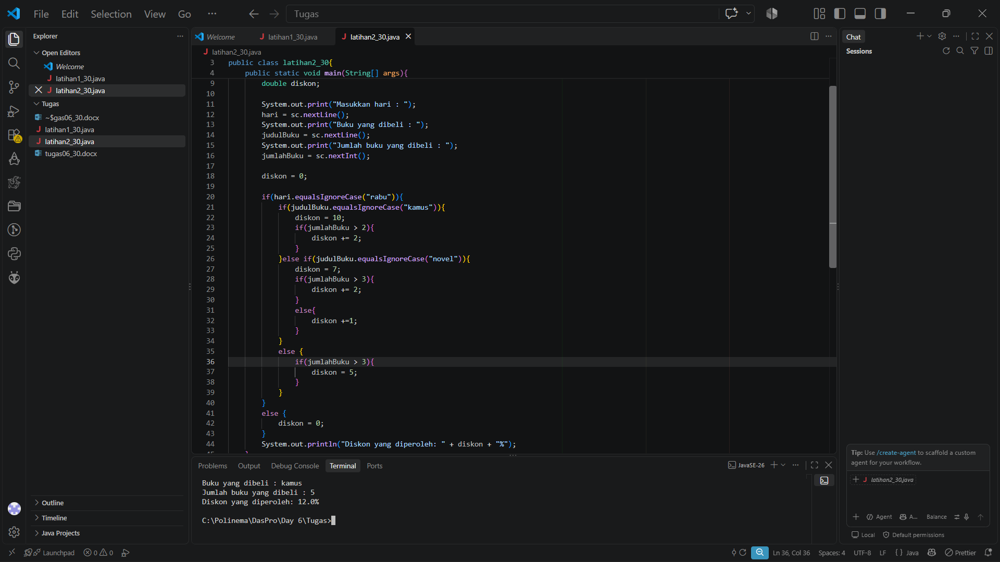 File Edit Selection View Go ··· Tugas
Explorer ···
Open Editors
Welcome
latihan1_30.java
latihan2_30.java
Tugas
~$gas06_30.docx
latihan1_30.java
latihan2_30.java
tugas06_30.docx
Outline
Timeline
Java Projects
Welcome latihan1_30.java latihan2_30.java
latihan2_30.java
3 public class latihan2_30{
4 public static void main(String[] args){
9 double diskon;
10
11 System.out.print("Masukkan hari : ");
12 hari = sc.nextLine();
13 System.out.print("Buku yang dibeli : ");
14 judulBuku = sc.nextLine();
15 System.out.print("Jumlah buku yang dibeli : ");
16 jumlahBuku = sc.nextInt();
17
18 diskon = 0;
19
20 if(hari.equalsIgnoreCase("rabu")){
21 if(judulBuku.equalsIgnoreCase("kamus")){
22 diskon = 10;
23 if(jumlahBuku > 2){
24 diskon += 2;
25 }
26 }else if(judulBuku.equalsIgnoreCase("novel")){
27 diskon = 7;
28 if(jumlahBuku > 3){
29 diskon += 2;
30 }
31 else{
32 diskon +=1;
33 }
34 }
35 else {
36 if(jumlahBuku > 3){
37 diskon = 5;
38 }
39 }
40 }
41 else {
42 diskon = 0;
43 }
44 System.out.println("Diskon yang diperoleh: " + diskon + "%");
Problems Output Debug Console Terminal Ports JavaSE-26
Buku yang dibeli : kamus
Jumlah buku yang dibeli : 5
Diskon yang diperoleh: 12.0%
C:\Polinema\DasPro\Day 6\Tugas>
Chat
Sessions
Tip: Use /create-agent to scaffold a custom
agent for your workflow.
latihan2_30.java
Agent A... Balance
Local Default permissions
Launchpad 0 0 Ln 36, Col 36 Spaces: 4 UTF-8 LF { } Java Prettier